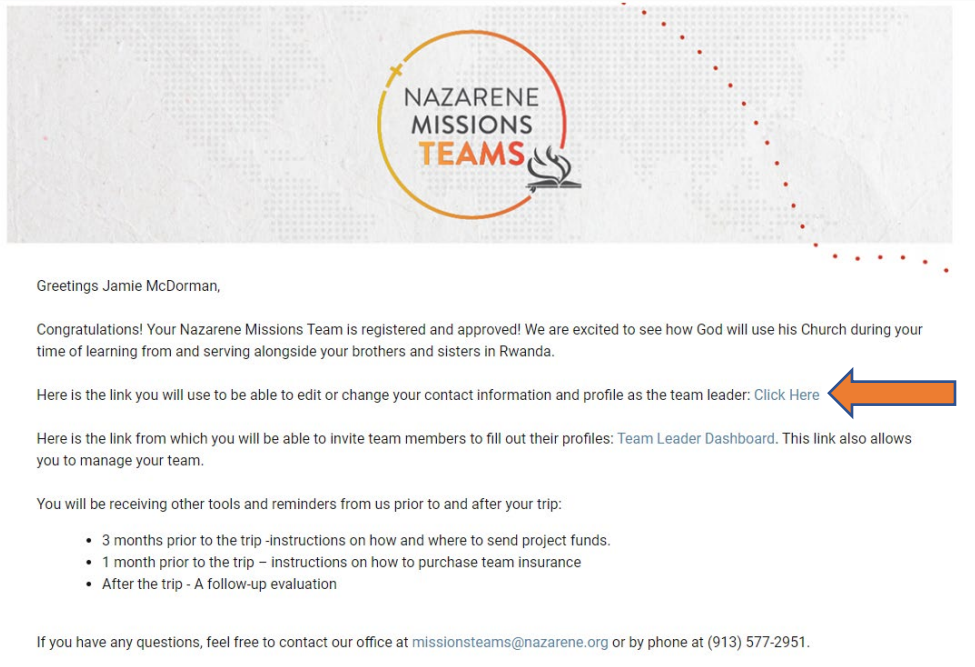 NAZARENE
MISSIONS
TEAMS
Greetings Jamie McDorman,
Congratulations! Your Nazarene Missions Team is registered and approved! We are excited to see how God will use his Church during your
time of learning from and serving alongside your brothers and sisters in Rwanda.
Here is the link you will use to be able to edit or change your contact information and profile as the team leader: Click Here
Here is the link from which you will be able to invite team members to fill out their profiles: Team Leader Dashboard. This link also allows
you to manage your team.
You will be receiving other tools and reminders from us prior to and after your trip:
• 3 months prior to the trip -instructions on how and where to send project funds.
• 1 month prior to the trip – instructions on how to purchase team insurance
• After the trip - A follow-up evaluation
If you have any questions, feel free to contact our office at missionsteams@nazarene.org or by phone at (913) 577-2951.